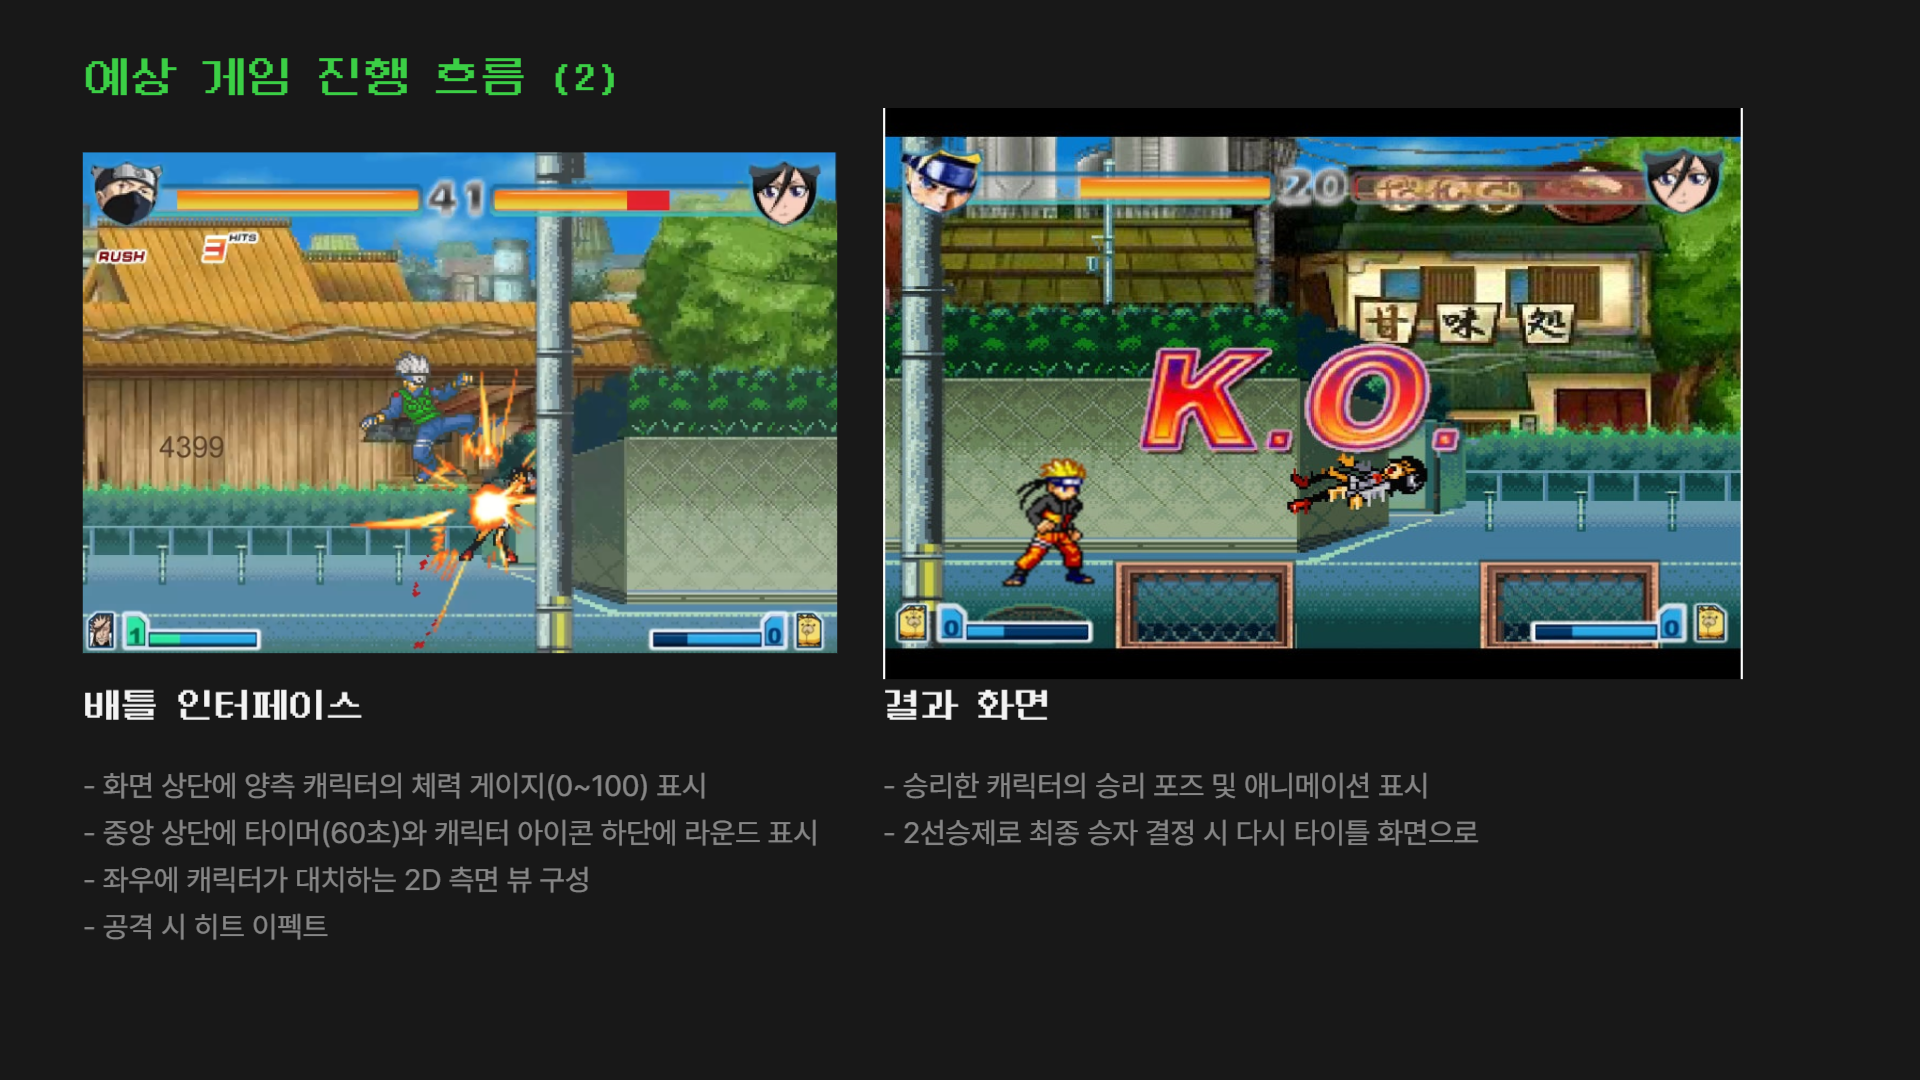 예상 게임 진행 흐름 (2)
41
RUSH
3 HITS
4399
1
0
20
甘 味 処
K.O.
0
0
배틀 인터페이스
- 화면 상단에 양측 캐릭터의 체력 게이지(0~100) 표시
- 중앙 상단에 타이머(60초)와 캐릭터 아이콘 하단에 라운드 표시
- 좌우에 캐릭터가 대치하는 2D 측면 뷰 구성
- 공격 시 히트 이펙트
결과 화면
- 승리한 캐릭터의 승리 포즈 및 애니메이션 표시
- 2선승제로 최종 승자 결정 시 다시 타이틀 화면으로